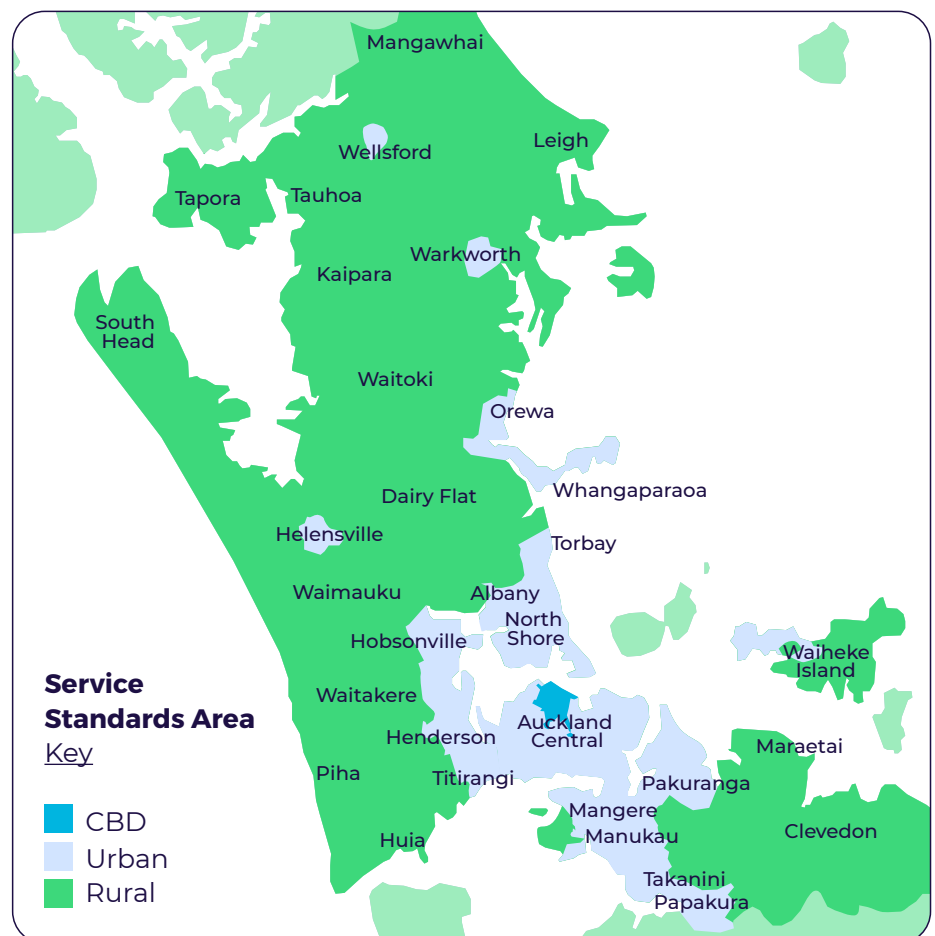 Mangawhai
Leigh
Wellsford
Tapora
Tauhoa
Warkworth
Kaipara
South
Head
Waitoki
Orewa
Whangaparaoa
Dairy Flat
Helensville
Torbay
Waimauku
Albany
North
Shore
Hobsonville
Waiheke
Island
Service
Standards Area
Key
Waitakere
Auckland
Central
Henderson
Maraetai
Piha
Titirangi
Pakuranga
Mangere
CBD
Manukau
Clevedon
Huia
Urban
Takanini
Rural
Papakura